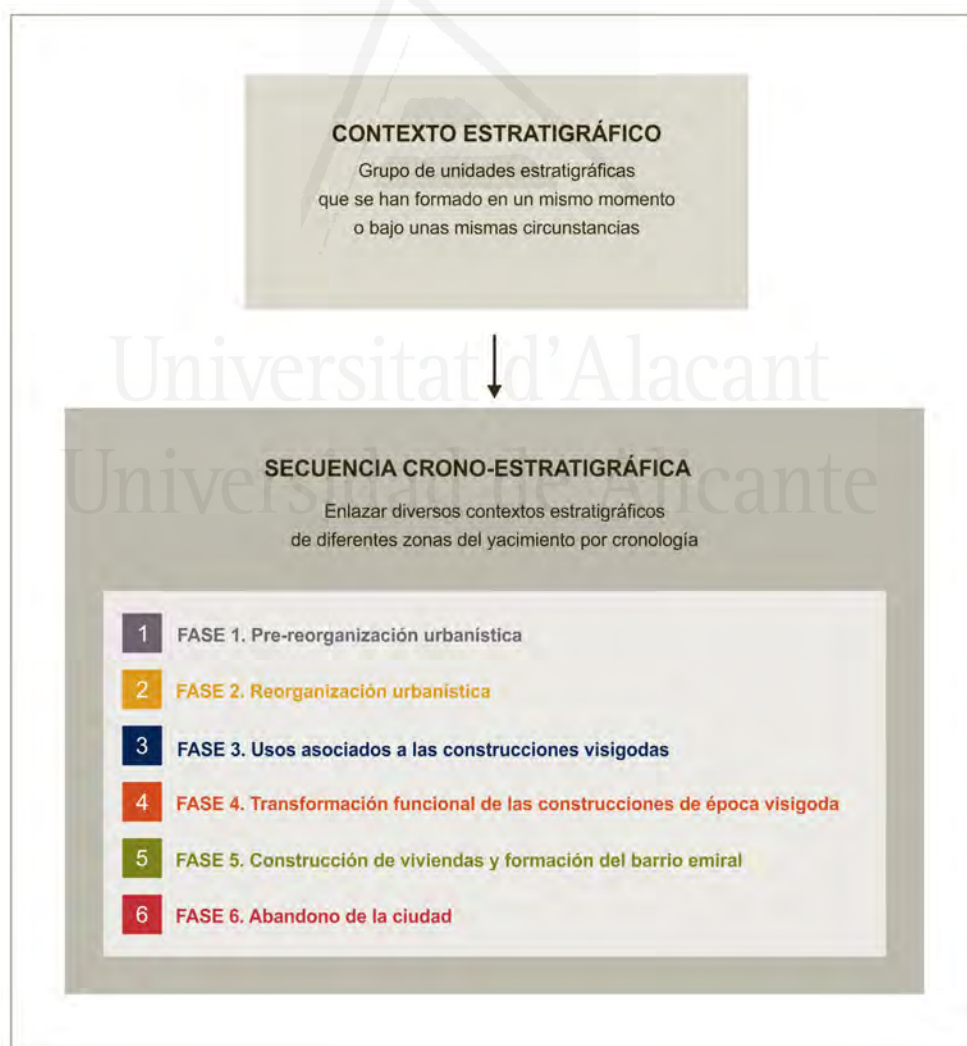 CONTEXTO ESTRATIGRÁFICO
Grupo de unidades estratigráficas
que se han formado en un mismo momento
o bajo unas mismas circunstancias
Universitat d'Alacant
Universidad de Alicante
SECUENCIA CRONO-ESTRATIGRÁFICA
Enlazar diversos contextos estratigráficos
de diferentes zonas del yacimiento por cronología
1 FASE 1. Pre-reorganización urbanística
2 FASE 2. Reorganización urbanística
3 FASE 3. Usos asociados a las construcciones visigodas
4 FASE 4. Transformación funcional de las construcciones de época visigoda
5 FASE 5. Construcción de viviendas y formación del barrio emiral
6 FASE 6. Abandono de la ciudad